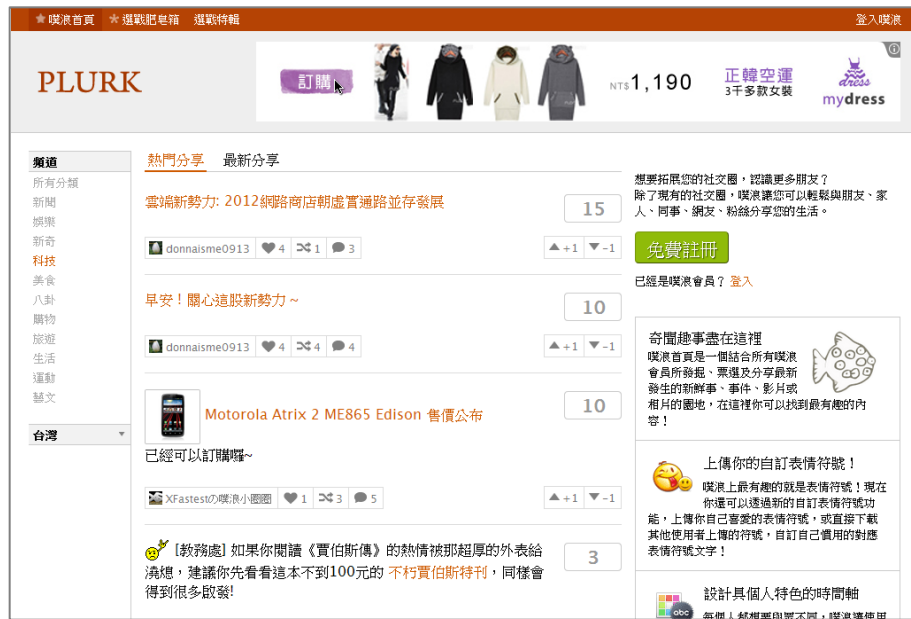 噗浪首頁 選戰肥皂箱 選戰特輯 登入噗浪
PLURK
訂購
NT$1,190
正韓空運
3千多款女裝
dress
mydress
頻道
所有分類
新聞
娛樂
新奇
科技
美食
八卦
購物
旅遊
生活
運動
藝文
台灣
熱門分享 最新分享
雲端新勢力: 2012網路商店朝虛實通路並存發展
15
donnaisme0913 4 1 3
+1 -1
早安！關心這股新勢力 ~
10
donnaisme0913 4 4 4
+1 -1
Motorola Atrix 2 ME865 Edison 售價公布
10
已經可以訂購囉~
XFastestの噗浪小圈圈 1 3 5
+1 -1
[教務處] 如果你閱讀《賈伯斯傳》的熱情被那超厚的外表給
澆熄，建議你先看看這本不到100元的 不朽賈伯斯特刊，同樣會
得到很多啟發!
3
想要拓展您的社交圈，認識更多朋友？
除了現有的社交圈，噗浪讓您可以輕鬆與朋友、家
人、同事、網友、粉絲分享您的生活。
免費註冊
已經是噗浪會員？ 登入
奇聞趣事盡在這裡
噗浪首頁是一個結合所有噗浪
會員所發掘、票選及分享最新
發生的新鮮事、事件、影片或
相片的園地，在這裡你可以找到最有趣的內
容！
上傳你的自訂表情符號！
噗浪上最有趣的就是表情符號！現在
你還可以透過新的自訂表情符號功
能，上傳你自己喜愛的表情符號，或直接下載
其他使用者上傳的符號，自訂自己慣用的對應
表情符號文字！
設計具個人特色的時間軸
abc
每個人都想要與眾不同，噗浪讓使用